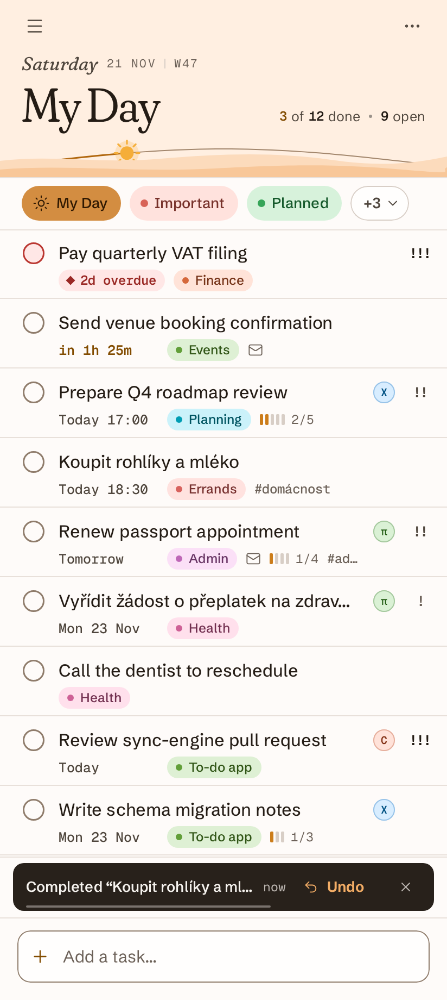 Saturday 21 NOV | W47
My Day
3 of 12 done • 9 open
My Day
Important
Planned
+3
Pay quarterly VAT filing !!!
2d overdue Finance
Send venue booking confirmation
in 1h 25m Events
Prepare Q4 roadmap review X !!
Today 17:00 Planning 2/5
Koupit rohlíky a mléko
Today 18:30 Errands #domácnost
Renew passport appointment π !!
Tomorrow Admin 1/4 #ad…
Vyřídit žádost o přeplatek na zdrav… π !
Mon 23 Nov Health
Call the dentist to reschedule
Health
Review sync-engine pull request C !!!
Today To-do app
Write schema migration notes X
Mon 23 Nov To-do app 1/3
Completed “Koupit rohlíky a ml… now Undo
Add a task…